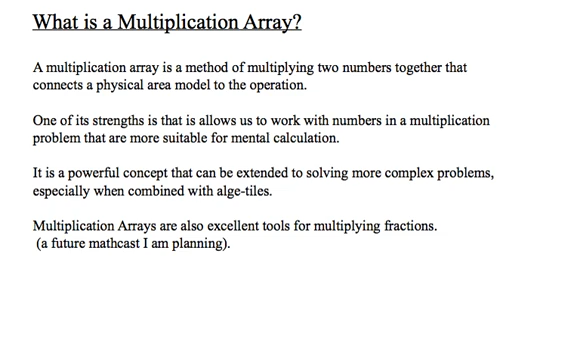 What is a Multiplication Array?
A multiplication array is a method of multiplying two numbers together that
connects a physical area model to the operation.
One of its strengths is that is allows us to work with numbers in a multiplication
problem that are more suitable for mental calculation.
It is a powerful concept that can be extended to solving more complex problems,
especially when combined with alge-tiles.
Multiplication Arrays are also excellent tools for multiplying fractions.
(a future mathcast I am planning).